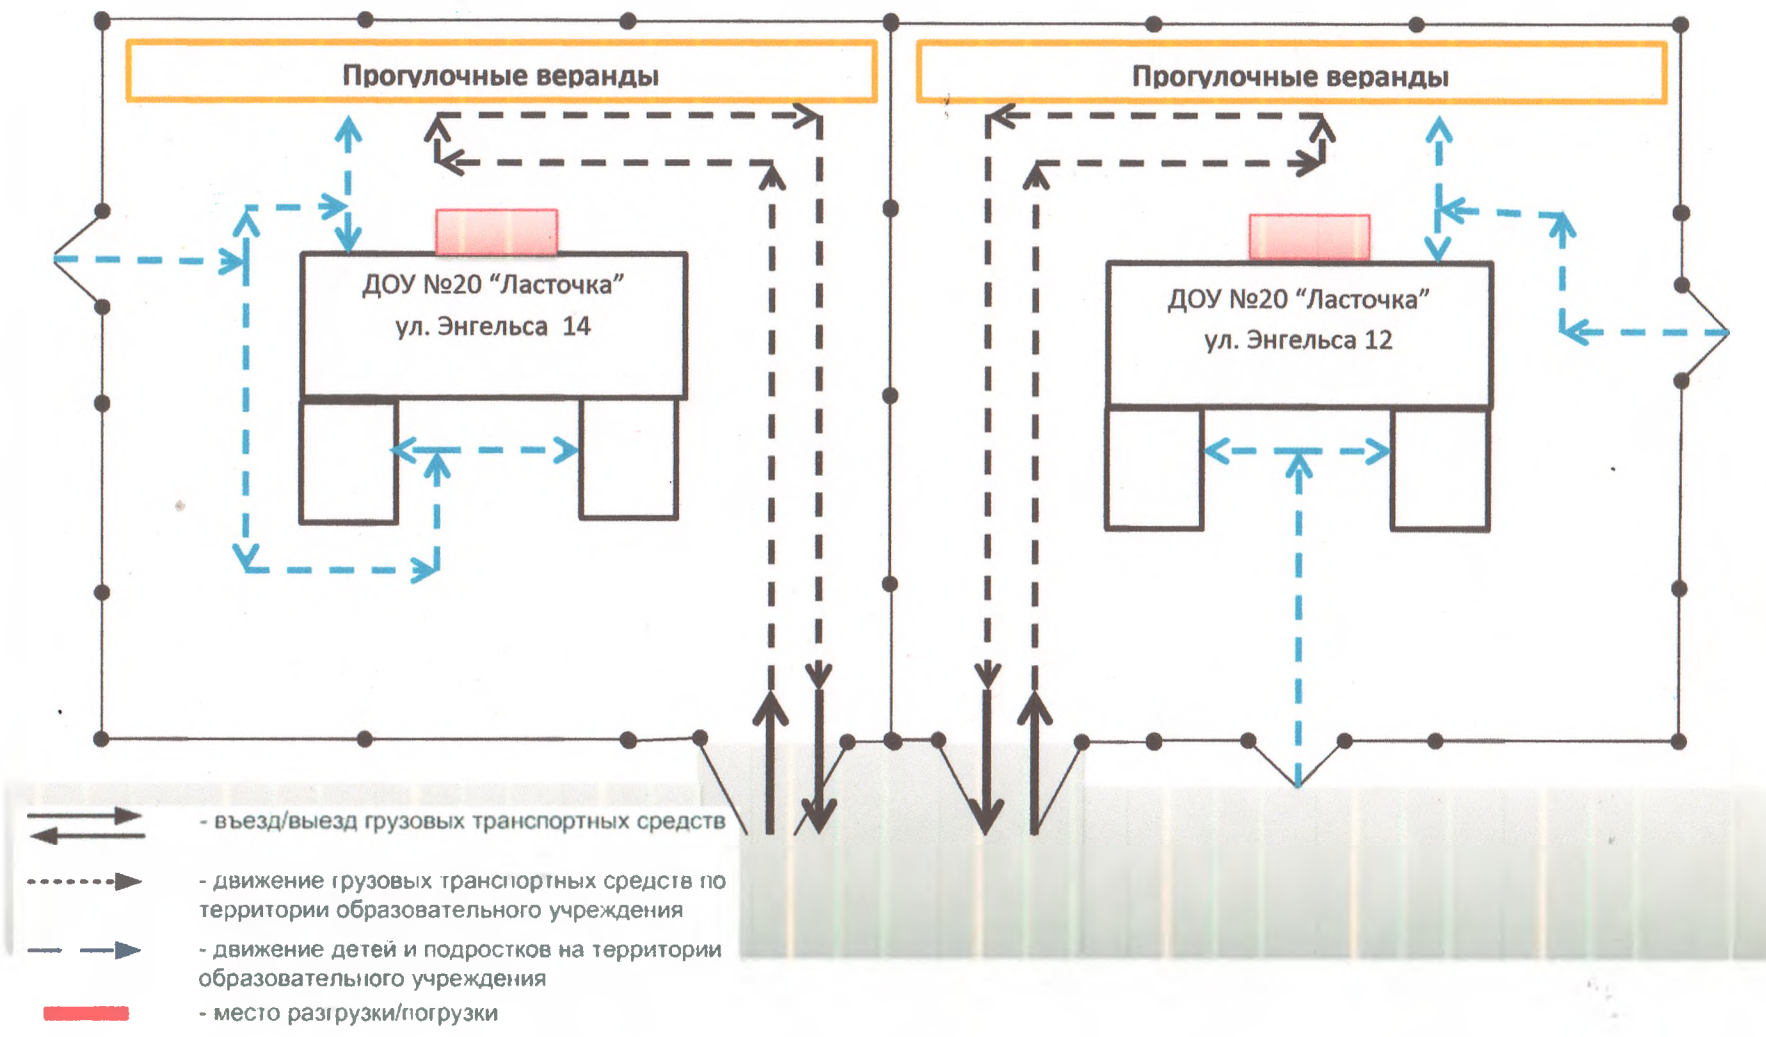 Прогулочные веранды
Прогулочные веранды
ДОУ №20 “Ласточка”
ул. Энгельса 14
ДОУ №20 “Ласточка”
ул. Энгельса 12
- въезд/выезд грузовых транспортных средств
- движение грузовых транспортных средств по
территории образовательного учреждения
- движение детей и подростков на территории
образовательного учреждения
- место разгрузки/погрузки